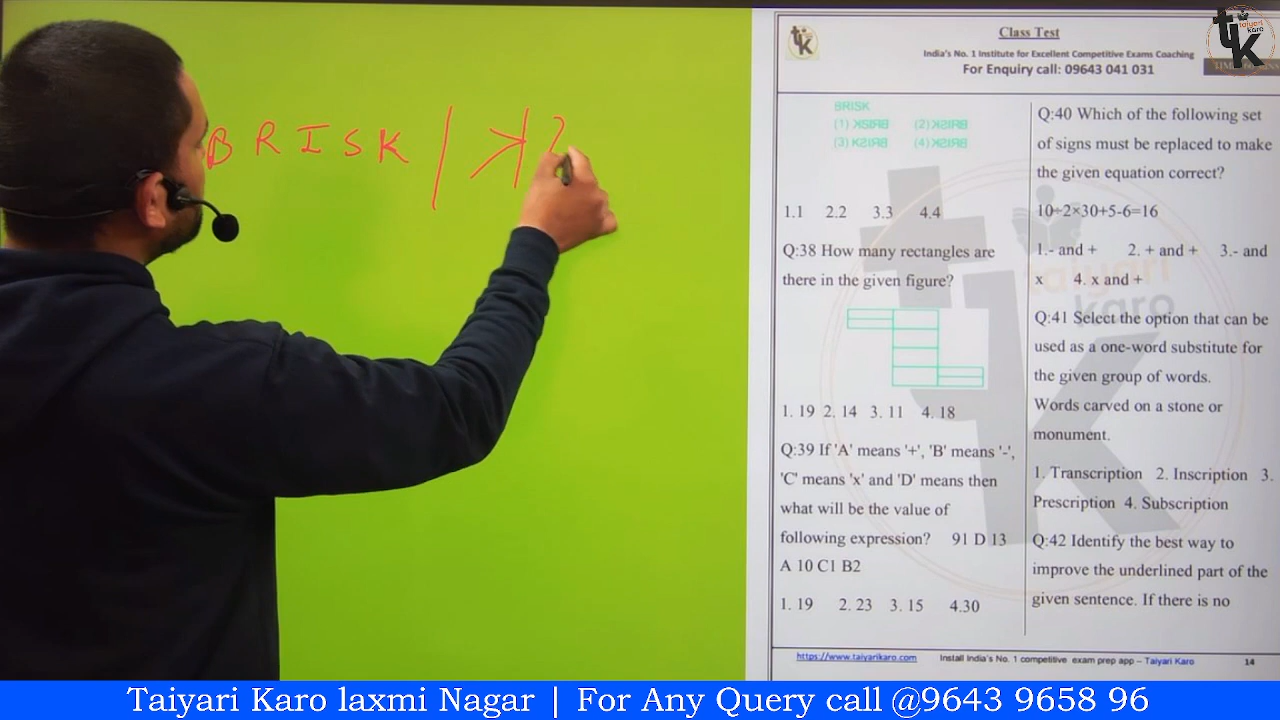 B R I S K
Class Test
India's No. 1 Institute for Excellent Competitive Exams Coaching
For Enquiry call: 09643 041 031
BRISK
(1) (2)
(3) (4)
1.1 2.2 3.3 4.4
Q:38 How many rectangles are
there in the given figure?
1. 19 2. 14 3. 11 4. 18
Q:39 If 'A' means '+', 'B' means '-',
'C' means 'x' and 'D' means then
what will be the value of
following expression? 91 D 13
A 10 C1 B2
1. 19 2. 23 3. 15 4.30
Q:40 Which of the following set
of signs must be replaced to make
the given equation correct?
10÷2×30+5-6=16
1.- and + 2. + and + 3.- and
x 4. x and +
Q:41 Select the option that can be
used as a one-word substitute for
the given group of words.
Words carved on a stone or
monument.
1. Transcription 2. Inscription 3.
Prescription 4. Subscription
Q:42 Identify the best way to
improve the underlined part of the
given sentence. If there is no
taiyari
karo
https://www.taiyarikaro.com Install India's No. 1 competitive exam prep app – Taiyari Karo 14
Taiyari Karo laxmi Nagar | For Any Query call @9643 9658 96